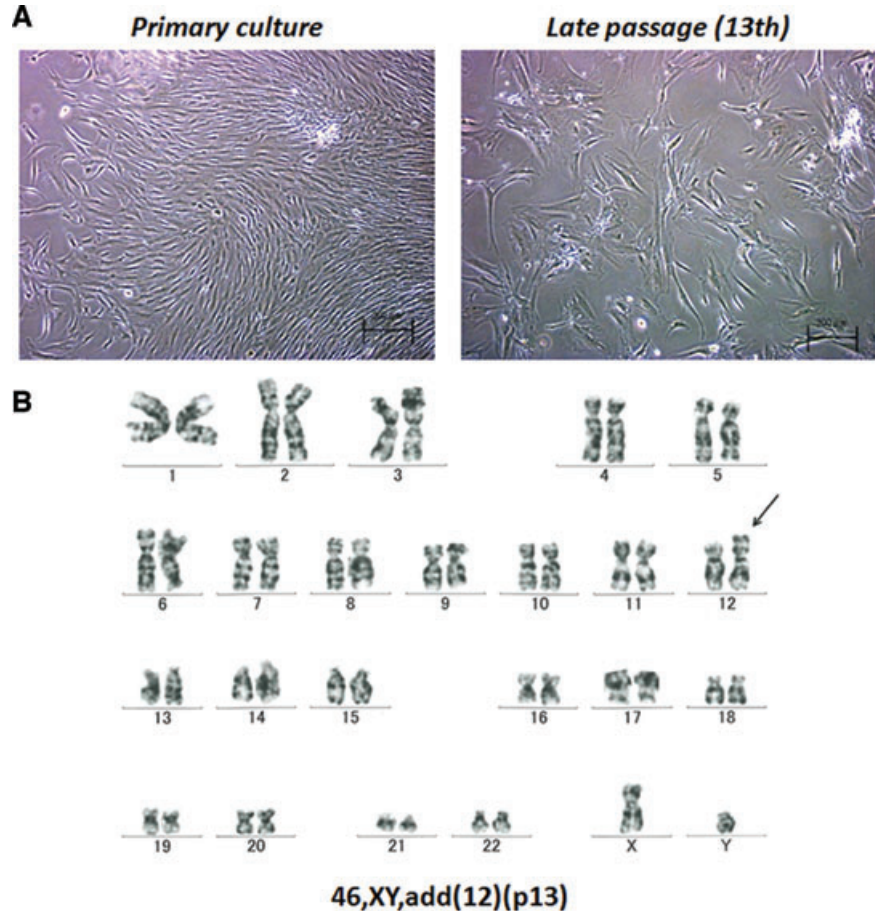 A
Primary culture
Late passage (13th)
B
1 2 3 4 5
6 7 8 9 10 11 12
13 14 15 16 17 18
19 20 21 22 X Y
46,XY,add(12)(p13)